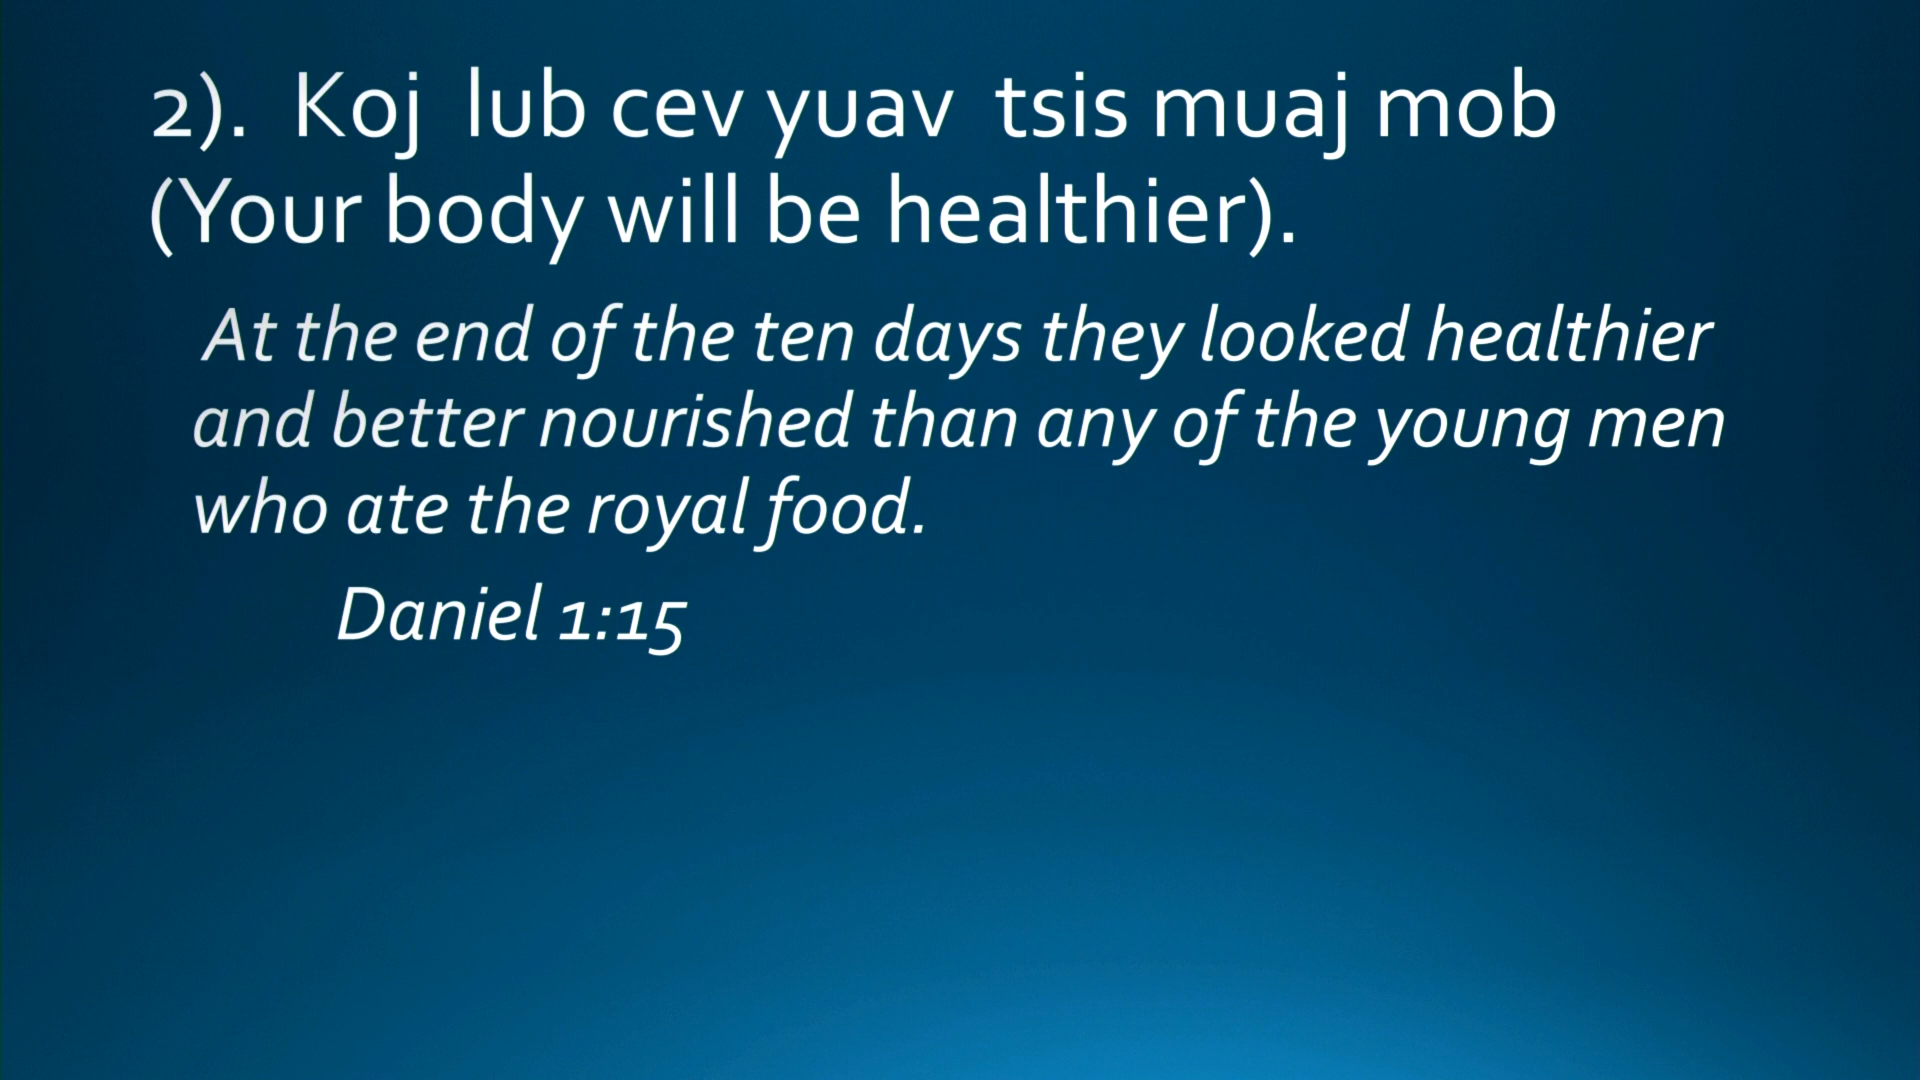 2). Koj lub cev yuav tsis muaj mob
(Your body will be healthier).
At the end of the ten days they looked healthier
and better nourished than any of the young men
who ate the royal food.
Daniel 1:15